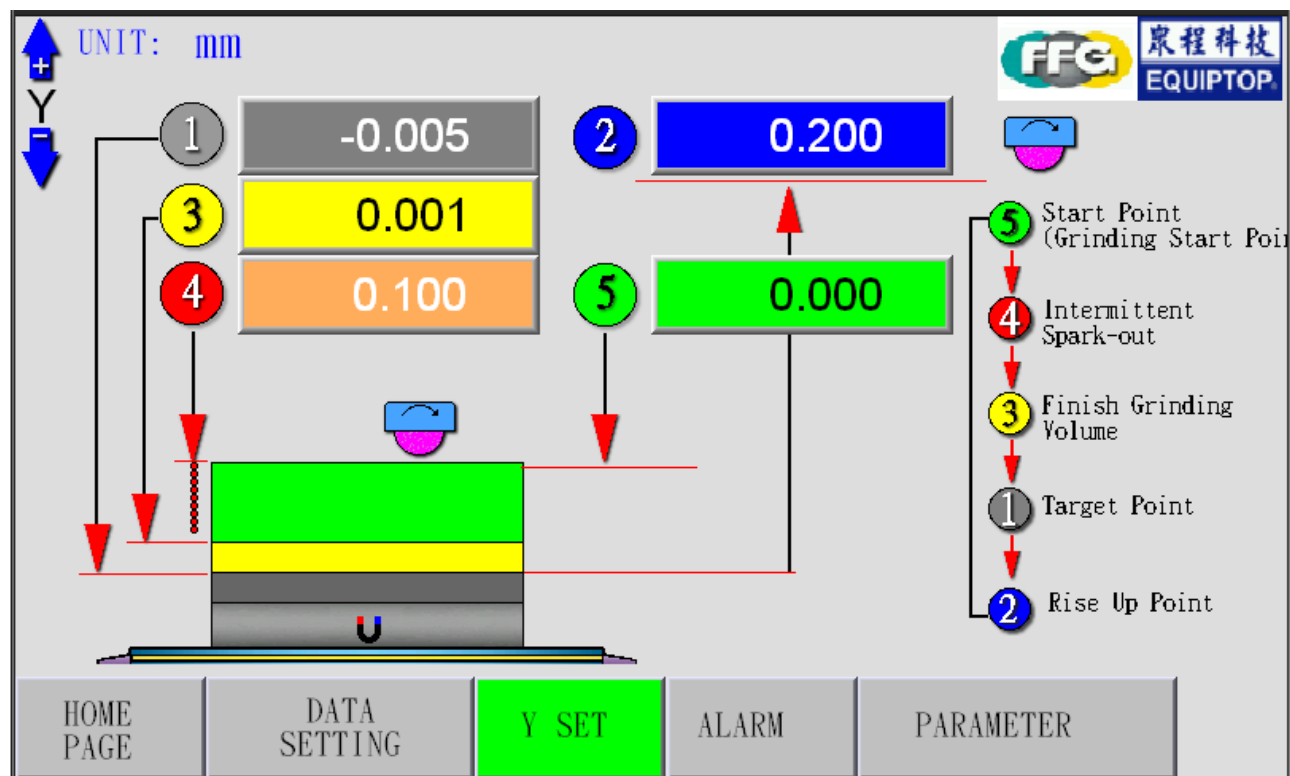 UNIT: mm
FFG
眾程科技
EQUIPTOP
+
Y
-
1
-0.005
2
0.200
3
0.001
4
0.100
5
0.000
5
Start Point
(Grinding Start Poi
4
Intermittent
Spark-out
3
Finish Grinding
Volume
1
Target Point
2
Rise Up Point
HOME
PAGE
DATA
SETTING
Y SET
ALARM
PARAMETER